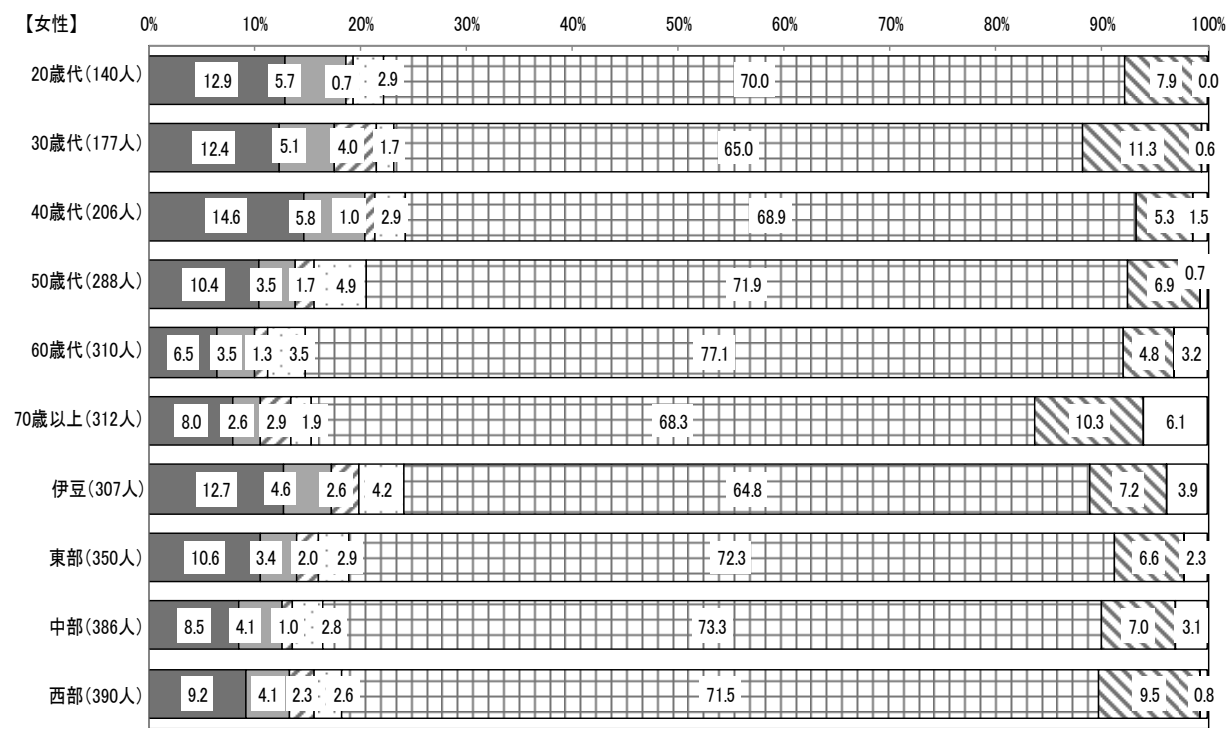 【女性】 0% 10% 20% 30% 40% 50% 60% 70% 80% 90% 100%
20歳代(140人) 12.9 5.7 0.7 2.9 70.0 7.9 0.0
30歳代(177人) 12.4 5.1 4.0 1.7 65.0 11.3 0.6
40歳代(206人) 14.6 5.8 1.0 2.9 68.9 5.3 1.5
50歳代(288人) 10.4 3.5 1.7 4.9 71.9 6.9 0.7
60歳代(310人) 6.5 3.5 1.3 3.5 77.1 4.8 3.2
70歳以上(312人) 8.0 2.6 2.9 1.9 68.3 10.3 6.1
伊豆(307人) 12.7 4.6 2.6 4.2 64.8 7.2 3.9
東部(350人) 10.6 3.4 2.0 2.9 72.3 6.6 2.3
中部(386人) 8.5 4.1 1.0 2.8 73.3 7.0 3.1
西部(390人) 9.2 4.1 2.3 2.6 71.5 9.5 0.8